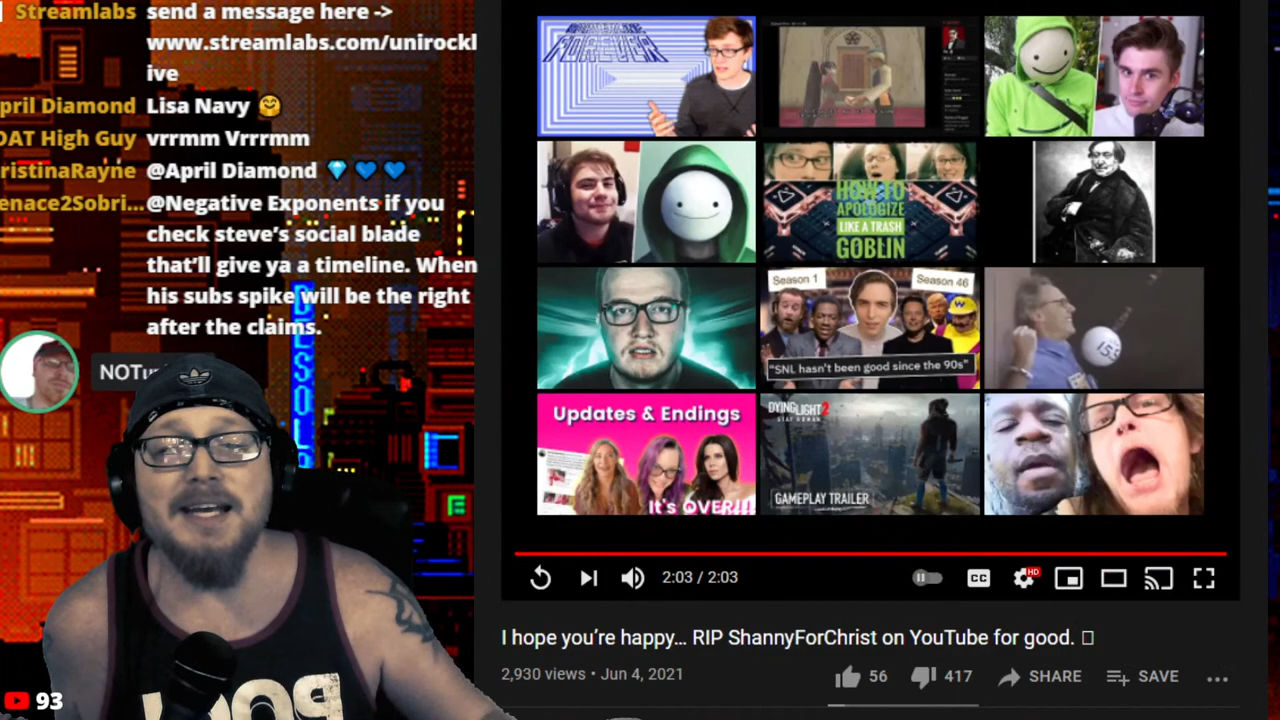 Streamlabs send a message here ->
www.streamlabs.com/unirockl
ive
pril Diamond Lisa Navy 🤗
OAT High Guy vrrmm Vrrrmm
ristinaRayne @April Diamond 💎💙💙
enace2Sobri... @Negative Exponents if you
check steve's social blade
that'll give ya a timeline. When
his subs spike will be the right
after the claims.
NOTu
93
FOREVER
HOW TO
APOLOGIZE
LIKE A TRASH
GOBLIN
Season 1
Season 46
"SNL hasn't been good since the 90s"
Updates & Endings
It's OVER!!!
DYING LIGHT 2
STAY HUMAN
GAMEPLAY TRAILER
2:03 / 2:03
CC
HD
I hope you're happy... RIP ShannyForChrist on YouTube for good.
2,930 views • Jun 4, 2021
56
417
SHARE
SAVE